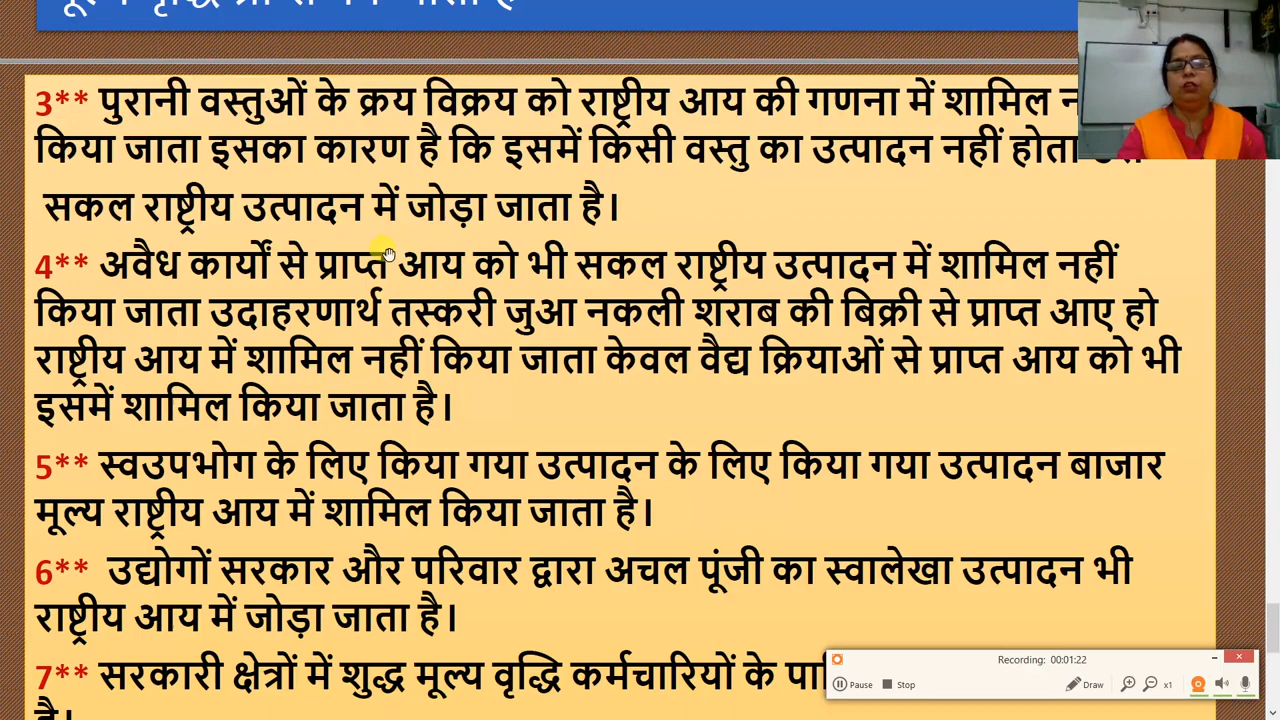 3** पुरानी वस्तुओं के क्रय विक्रय को राष्ट्रीय आय की गणना में शामिल
किया जाता इसका कारण है कि इसमें किसी वस्तु का उत्पादन नहीं होता
सकल राष्ट्रीय उत्पादन में जोड़ा जाता है।
4** अवैध कार्यों से प्राप्त आय को भी सकल राष्ट्रीय उत्पादन में शामिल नहीं
किया जाता उदाहरणार्थ तस्करी जुआ नकली शराब की बिक्री से प्राप्त आए हो
राष्ट्रीय आय में शामिल नहीं किया जाता केवल वैद्य क्रियाओं से प्राप्त आय को भी
इसमें शामिल किया जाता है।
5** स्वउपभोग के लिए किया गया उत्पादन के लिए किया गया उत्पादन बाजार
मूल्य राष्ट्रीय आय में शामिल किया जाता है।
6** उद्योगों सरकार और परिवार द्वारा अचल पूंजी का स्वालेखा उत्पादन भी
राष्ट्रीय आय में जोड़ा जाता है।
7** सरकारी क्षेत्रों में शुद्ध मूल्य वृद्धि कर्मचारियों के
है।
Recording: 00:01:22
Pause Stop Draw x1